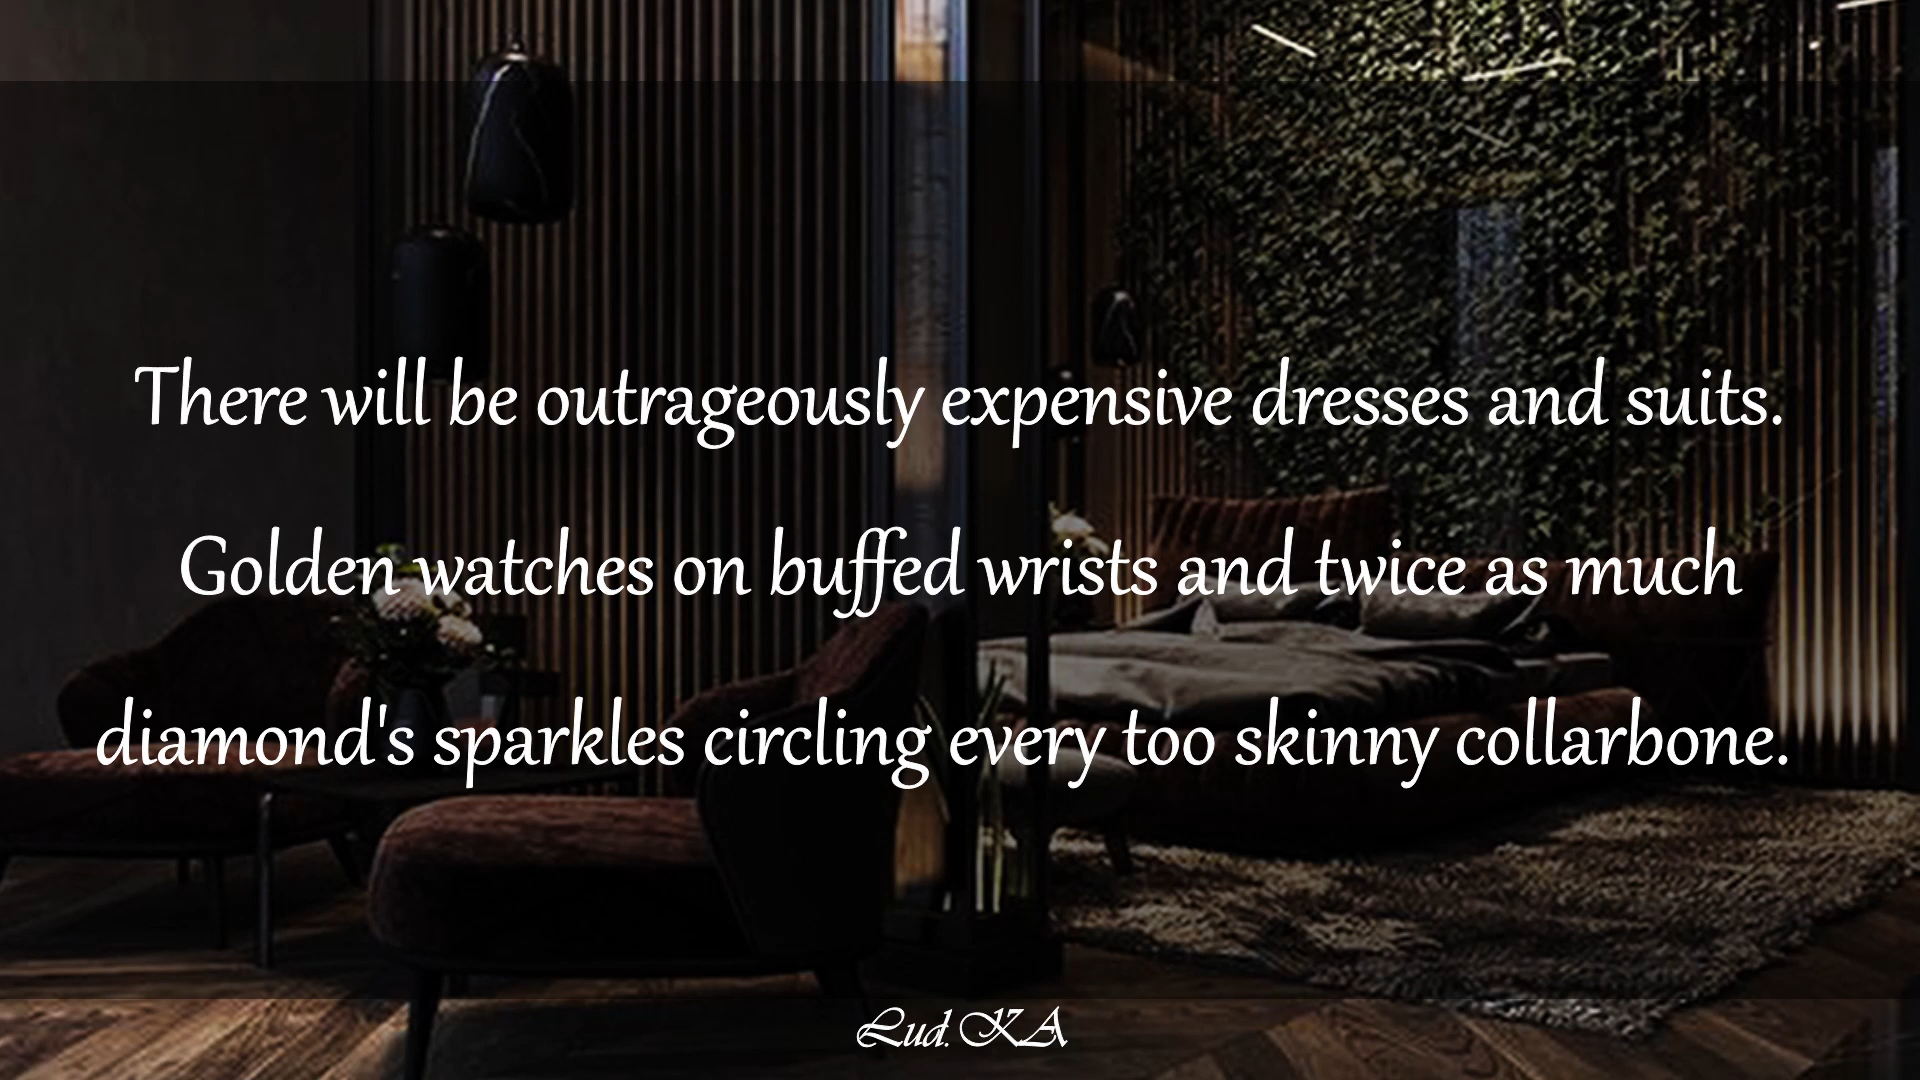 There will be outrageously expensive dresses and suits.
Golden watches on buffed wrists and twice as much
diamond's sparkles circling every too skinny collarbone.
Lud. KA